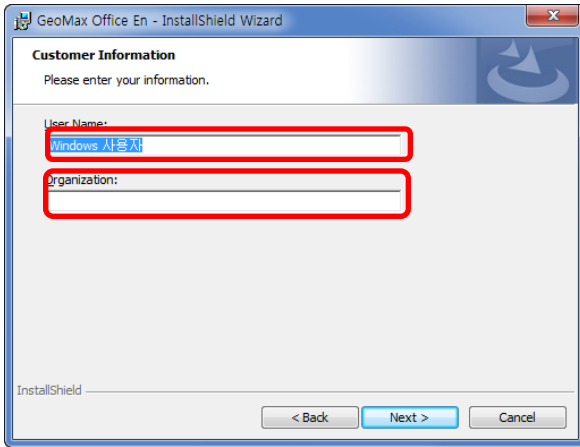 GeoMax Office En - InstallShield Wizard
Customer Information
Please enter your information.
User Name:
Windows 사용자
Organization:
InstallShield
< Back
Next >
Cancel